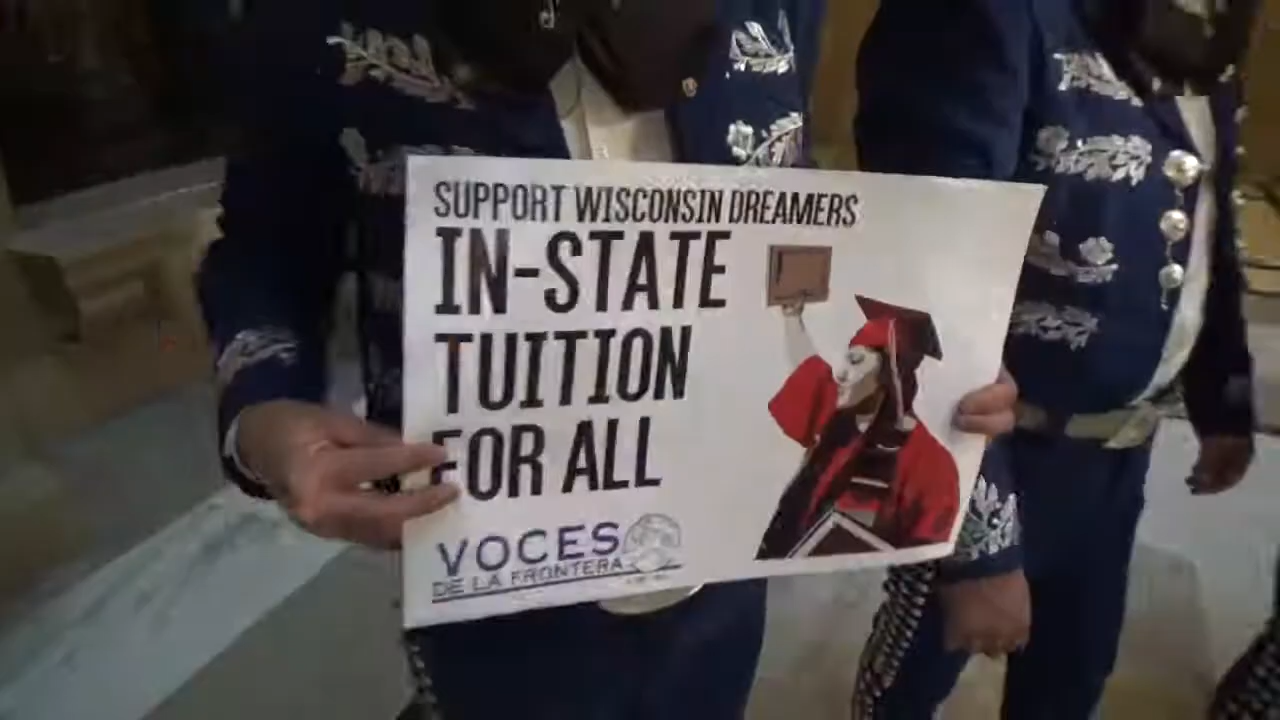 SUPPORT WISCONSIN DREAMERS
IN-STATE
TUITION
FOR ALL
VOCES
DE LA FRONTERA